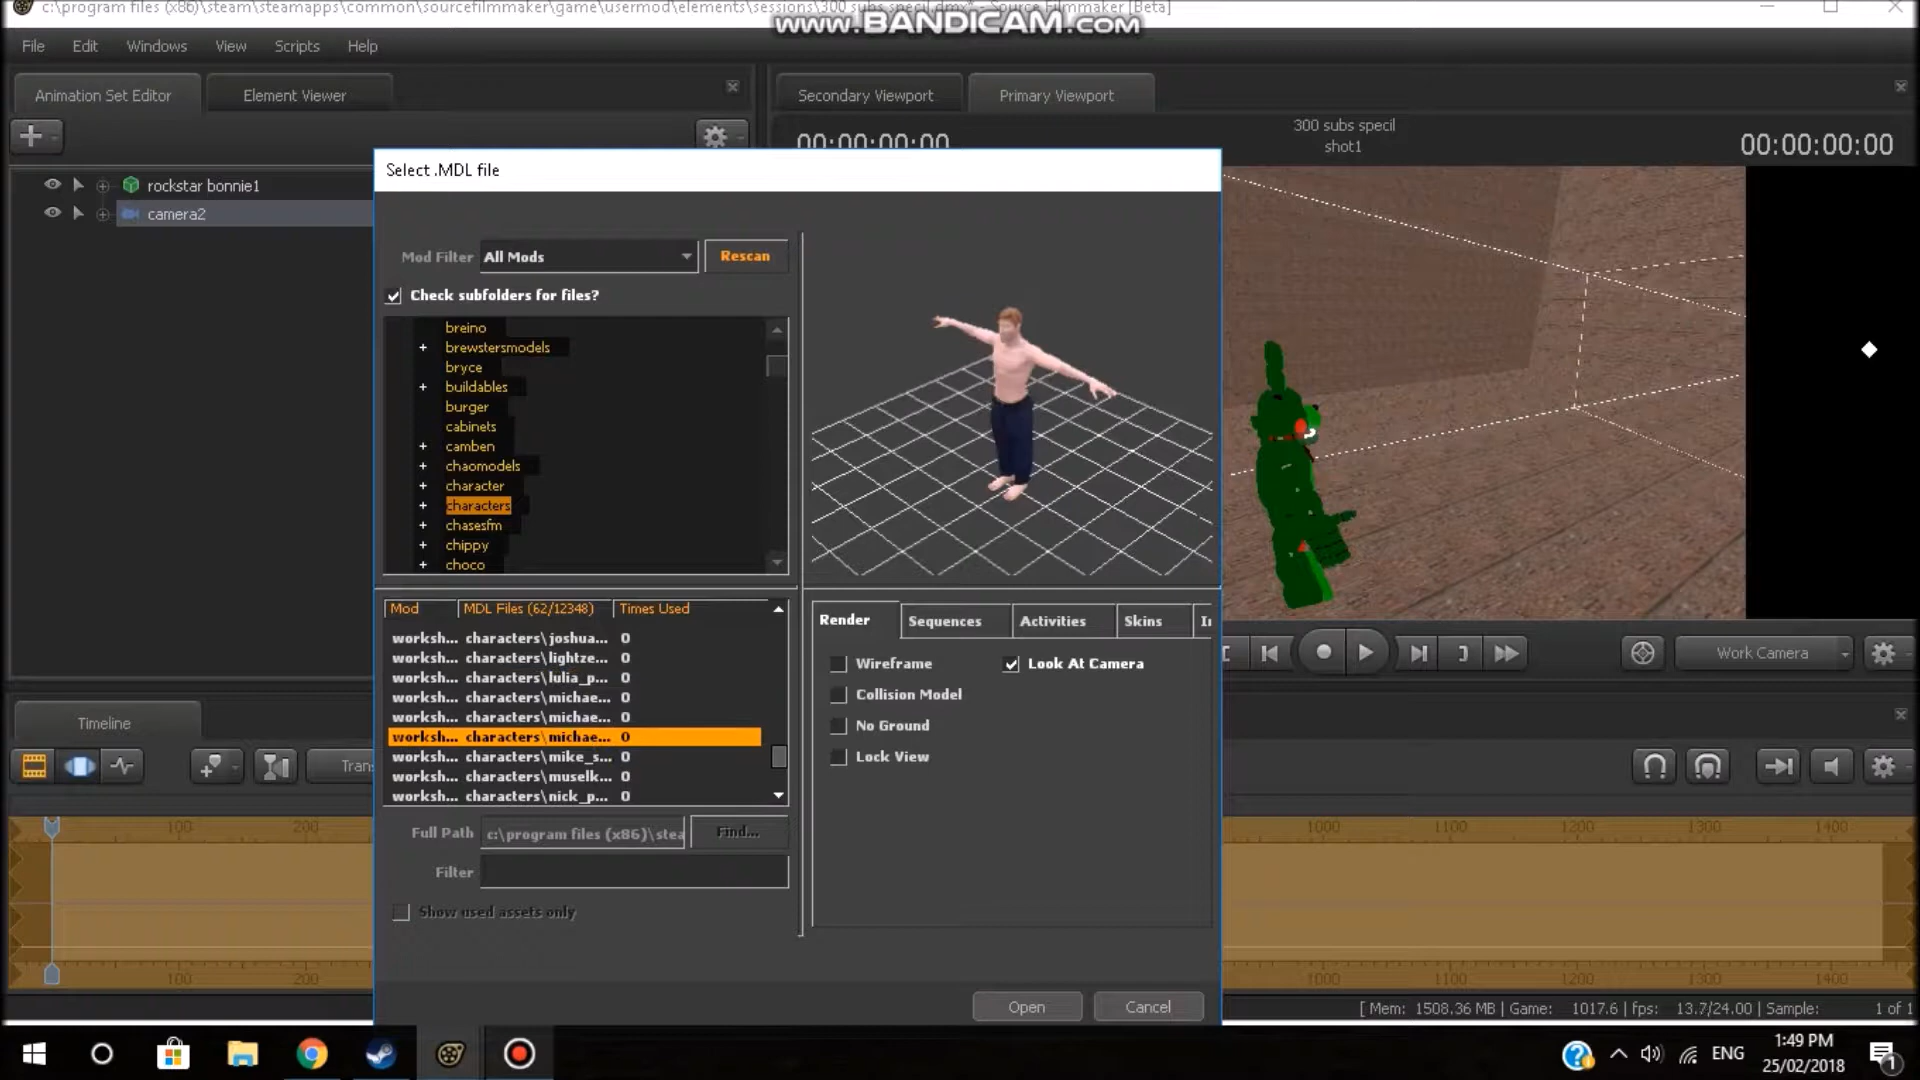 c:\program files (x86)\steam\steamapps\common\sourcefilmmaker\game\usermod\elements\sessions\300 subs specil.dmx* - Source Filmmaker [Beta]
www.BANDICAM.com
File Edit Windows View Scripts Help
Animation Set Editor Element Viewer
Secondary Viewport Primary Viewport
00:00:00:00
300 subs specil
shot1
00:00:00:00
rockstar bonnie1
camera2
Select .MDL file
Mod Filter All Mods Rescan
Check subfolders for files?
breino
brewstersmodels
bryce
buildables
burger
cabinets
camben
chaomodels
character
characters
chasesfm
chippy
choco
Mod MDL Files (62/12348) Times Used
worksh... characters\joshua... 0
worksh... characters\lightze... 0
worksh... characters\lulia_p... 0
worksh... characters\michae... 0
worksh... characters\michae... 0
worksh... characters\michae... 0
worksh... characters\mike_s... 0
worksh... characters\muselk... 0
worksh... characters\nick_p... 0
Full Path c:\program files (x86)\stea Find...
Filter
Show used assets only
Render Sequences Activities Skins
Wireframe Look At Camera
Collision Model
No Ground
Lock View
Open Cancel
Work Camera
Timeline
Tran
100 200 1000 1100 1200 1300 1400
100 200 1000 1100 1200 1300 1400
[ Mem: 1508.36 MB | Game: 1017.6 | fps: 13.7/24.00 | Sample: 1 of 1
ENG
1:49 PM
25/02/2018
1